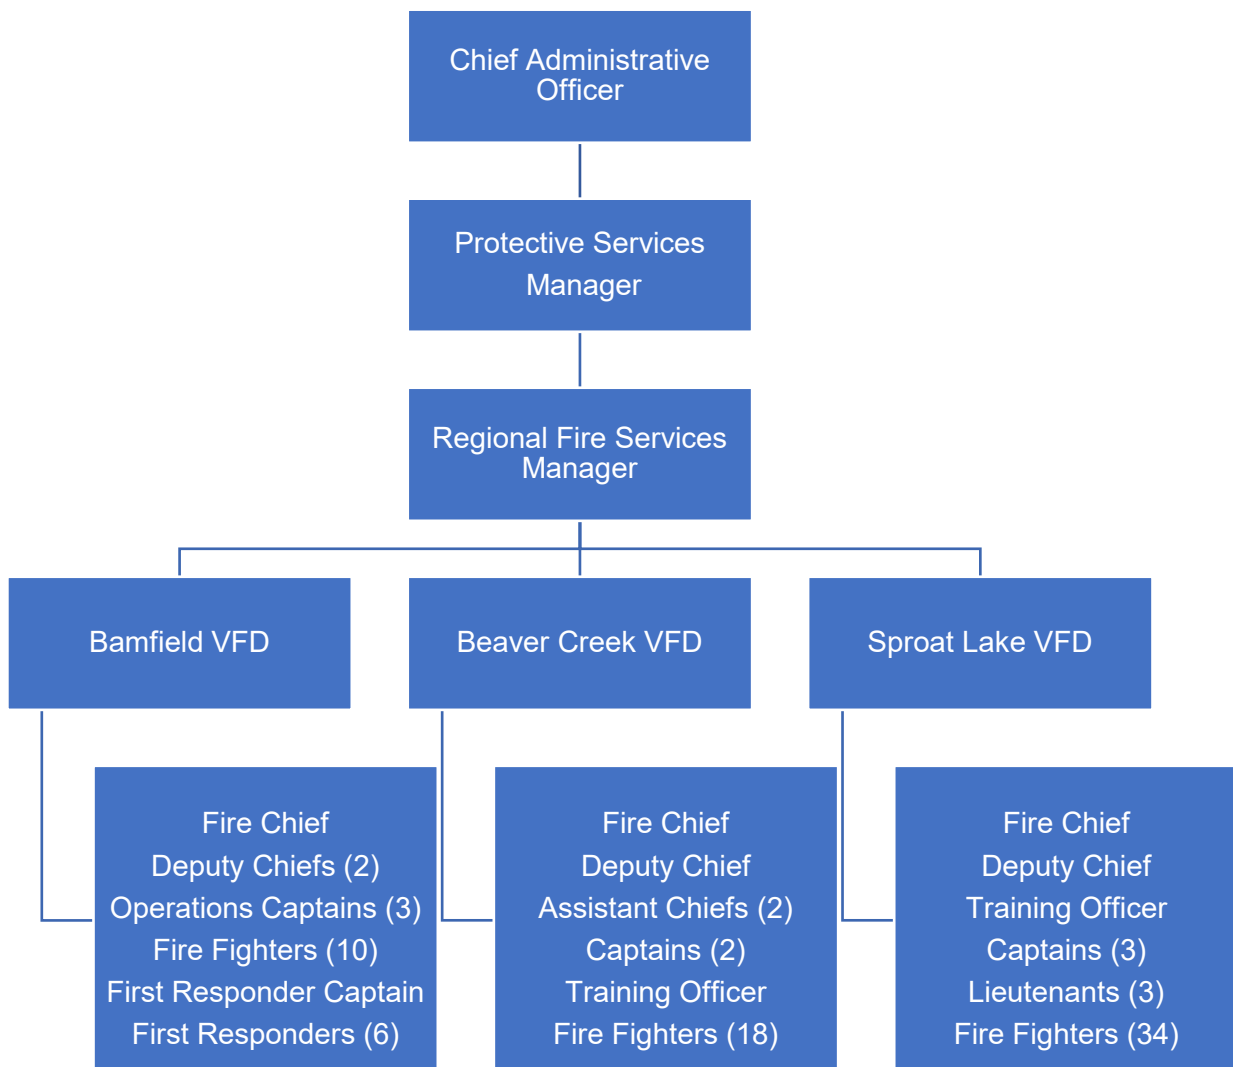 Chief Administrative
Officer
Protective Services
Manager
Regional Fire Services
Manager
Bamfield VFD
Beaver Creek VFD
Sproat Lake VFD
Fire Chief
Deputy Chiefs (2)
Operations Captains (3)
Fire Fighters (10)
First Responder Captain
First Responders (6)
Fire Chief
Deputy Chief
Assistant Chiefs (2)
Captains (2)
Training Officer
Fire Fighters (18)
Fire Chief
Deputy Chief
Training Officer
Captains (3)
Lieutenants (3)
Fire Fighters (34)